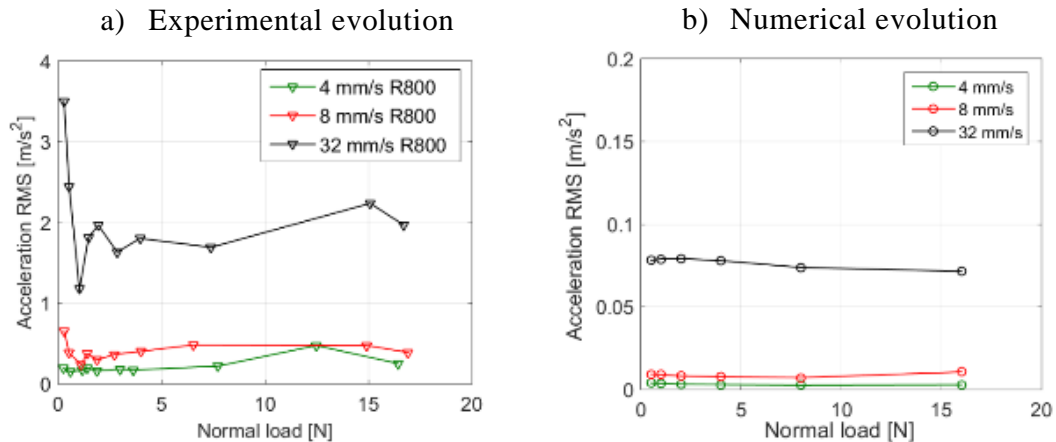 a) Experimental evolution
Acceleration RMS [m/s²]
4
3
2
1
0
4 mm/s R800
8 mm/s R800
32 mm/s R800
0 5 10 15 20
Normal load [N]
b) Numerical evolution
Acceleration RMS [m/s²]
0.2
0.15
0.1
0.05
0
4 mm/s
8 mm/s
32 mm/s
0 5 10 15 20
Normal load [N]